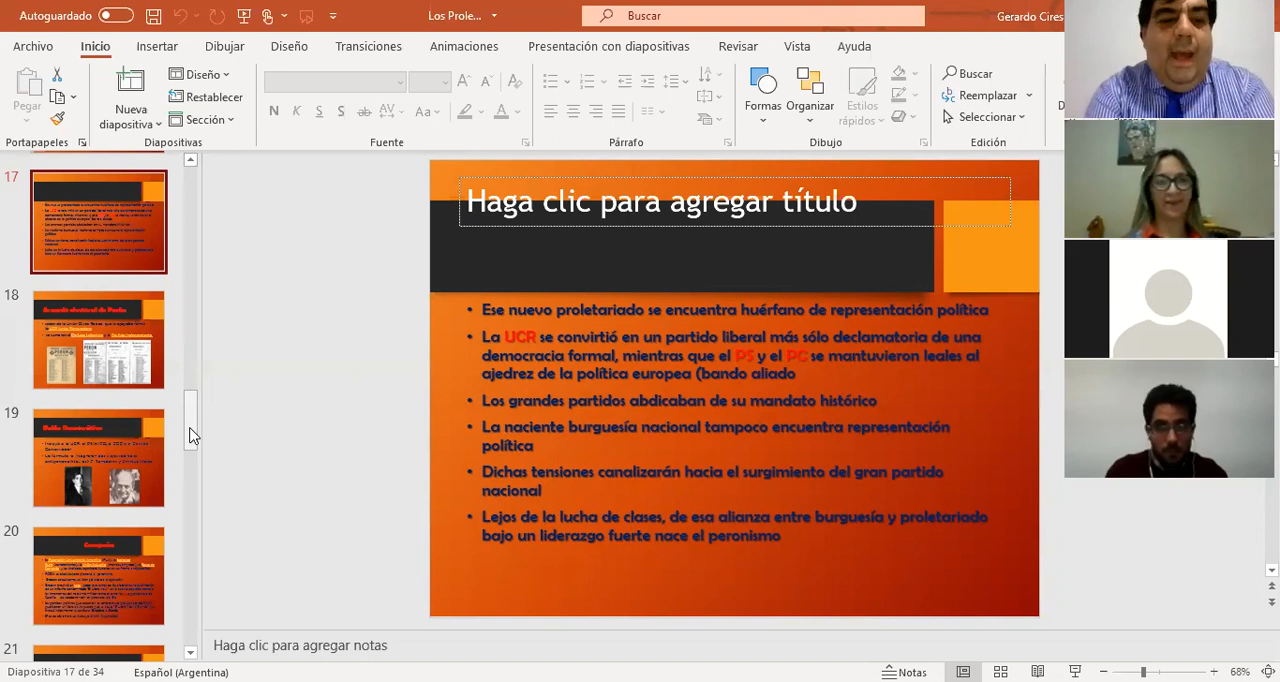 Autoguardado
Los Prole...
Buscar
Gerardo Cires
Archivo
Inicio
Insertar
Dibujar
Diseño
Transiciones
Animaciones
Presentación con diapositivas
Revisar
Vista
Ayuda
Pegar
Portapapeles
Nueva
diapositiva
Diseño
Restablecer
Sección
Diapositivas
N K S S ab AV Aa A
Fuente
Párrafo
Formas
Organizar
Estilos
rápidos
Dibujo
Buscar
Reemplazar
Seleccionar
Edición
17
18
19
20
21
Haga clic para agregar título
• Ese nuevo proletariado se encuentra huérfano de representación política
• La UCR se convirtió en un partido liberal más sólo declamatoria de una
democracia formal, mientras que el PS y el PC se mantuvieron leales al
ajedrez de la política europea (bando aliado
• Los grandes partidos abdicaban de su mandato histórico
• La naciente burguesía nacional tampoco encuentra representación
política
• Dichas tensiones canalizarán hacia el surgimiento del gran partido
nacional
• Lejos de la lucha de clases, de esa alianza entre burguesía y proletariado
bajo un liderazgo fuerte nace el peronismo
Haga clic para agregar notas
Diapositiva 17 de 34
Español (Argentina)
Notas
68%